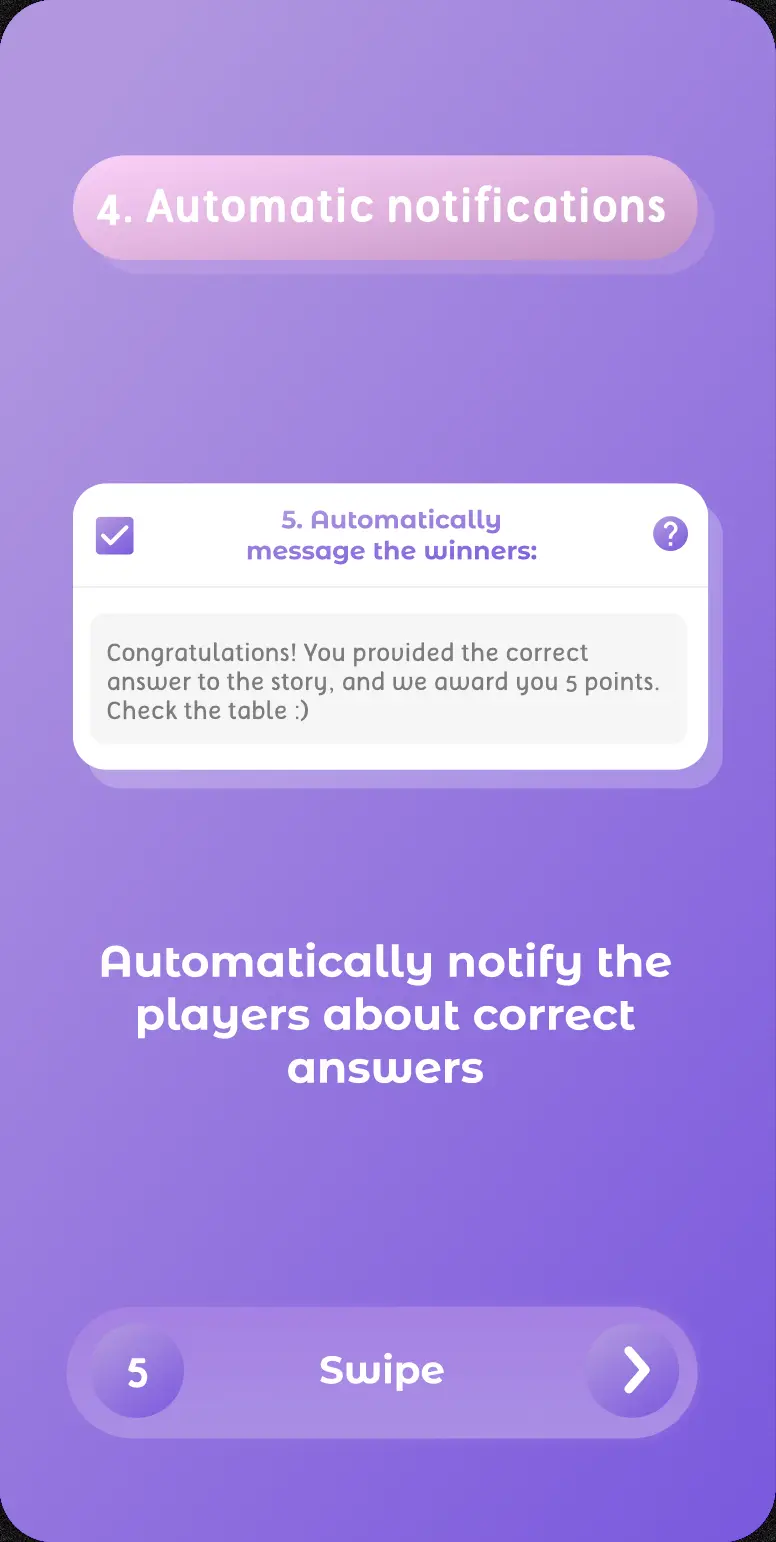 4. Automatic notifications
5. Automatically
message the winners:
?
Congratulations! You provided the correct
answer to the story, and we award you 5 points.
Check the table :)
Automatically notify the
players about correct
answers
5
Swipe